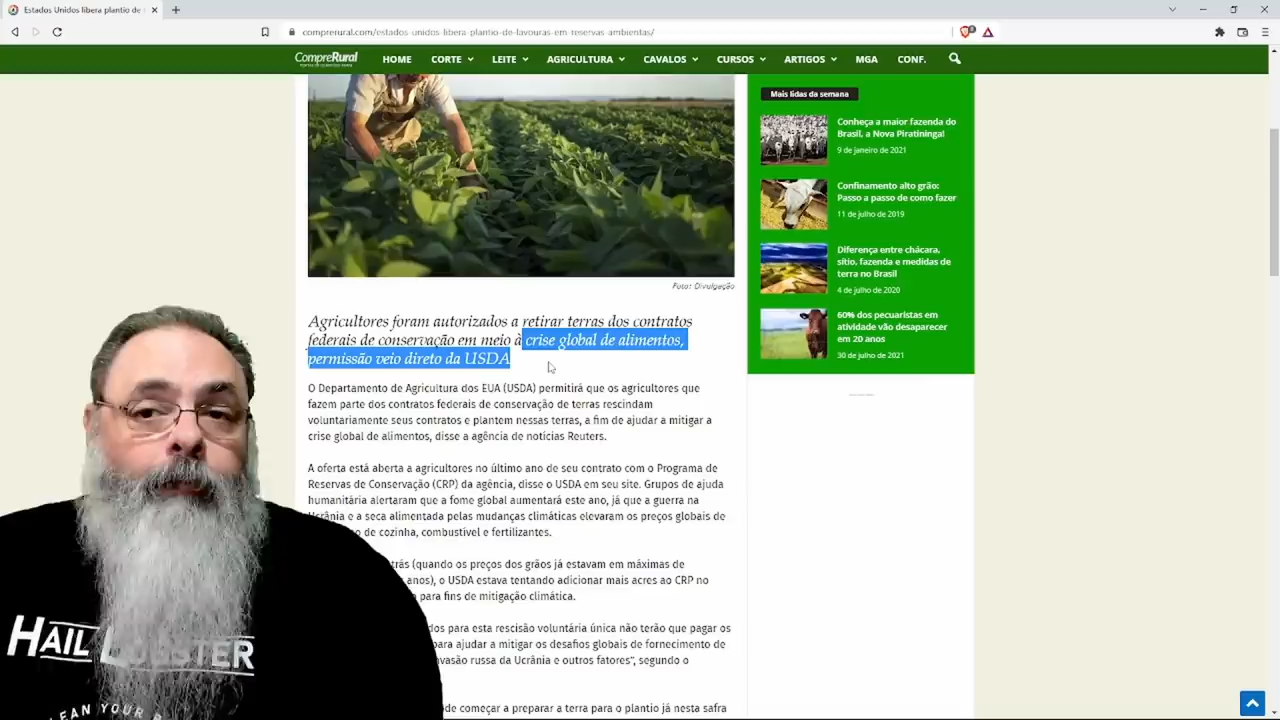 Estados Unidos libera plantio de
comprerural.com/estados-unidos-libera-plantio-de-lavouras-em-reservas-ambientas/
CompreRural
HOME CORTE LEITE AGRICULTURA CAVALOS CURSOS ARTIGOS MGA CONF.
Foto: Divulgação
Agricultores foram autorizados a retirar terras dos contratos
federais de conservação em meio à crise global de alimentos,
permissão veio direto da USDA
O Departamento de Agricultura dos EUA (USDA) permitirá que os agricultores que
fazem parte dos contratos federais de conservação de terras rescindam
voluntariamente seus contratos e plantem nessas terras, a fim de ajudar a mitigar a
crise global de alimentos, disse a agência de notícias Reuters.
A oferta está aberta a agricultores no último ano de seu contrato com o Programa de
Reservas de Conservação (CRP) da agência, disse o USDA em seu site. Grupos de ajuda
humanitária alertaram que a fome global aumentará este ano, já que a guerra na
Ucrânia e a seca alimentada pelas mudanças climáticas elevaram os preços globais de
de cozinha, combustível e fertilizantes.
trás (quando os preços dos grãos já estavam em máximas de
anos), o USDA estava tentando adicionar mais acres ao CRP no
para fins de mitigação climática.
dos para esta rescisão voluntária única não terão que pagar os
para ajudar a mitigar os desafios globais de fornecimento de
invasão russa da Ucrânia e outros fatores", segundo o
de começar a preparar a terra para o plantio já nesta safra
Mais lidas da semana
Conheça a maior fazenda do
Brasil, a Nova Piratininga!
9 de janeiro de 2021
Confinamento alto grão:
Passo a passo de como fazer
11 de julho de 2019
Diferença entre chácara,
sítio, fazenda e medidas de
terra no Brasil
4 de julho de 2020
60% dos pecuaristas em
atividade vão desaparecer
em 20 anos
30 de julho de 2021
HAIL LOBSTER
CLEAN YOUR